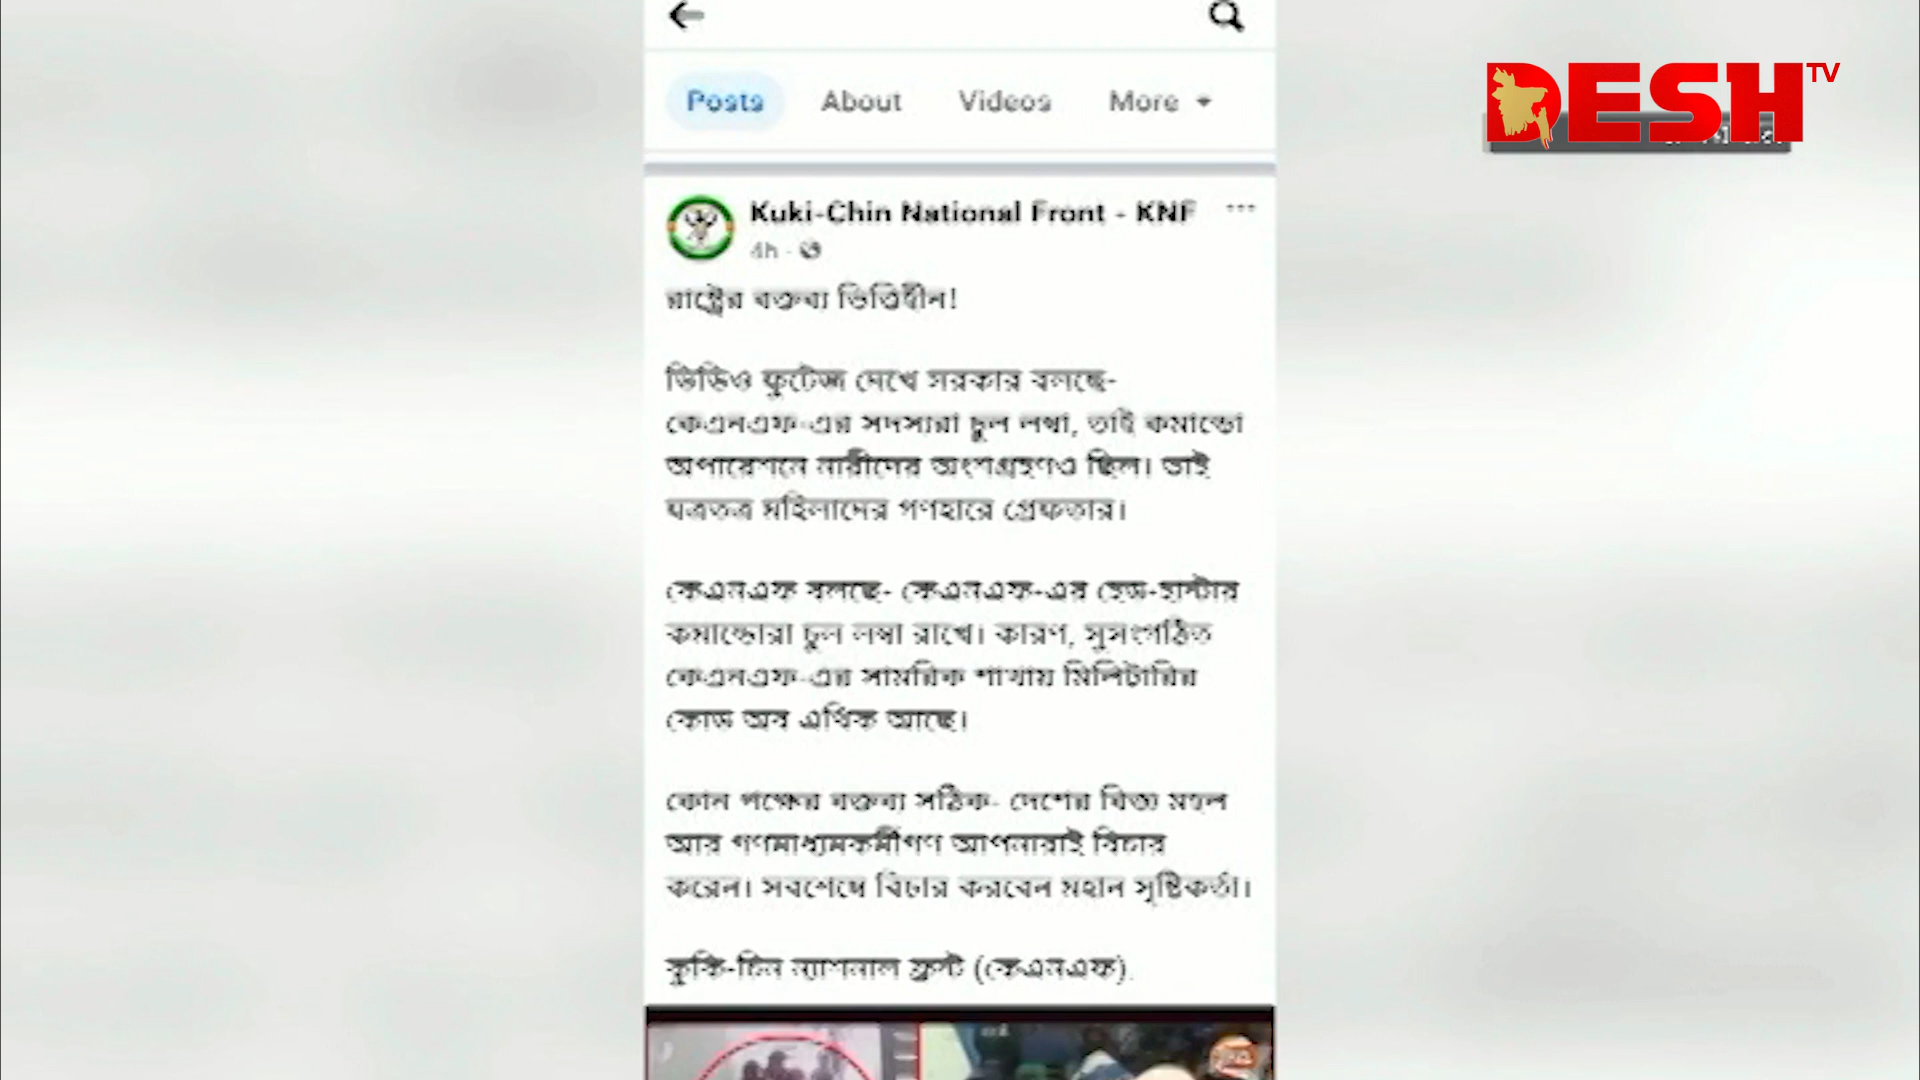 DESH TV
Posts About Videos More
Kuki-Chin National Front - KNF
4h
রাষ্ট্রের বক্তব্য ভিত্তিহীন!
ভিডিও ফুটেজ দেখে সরকার বলছে-
কেএনএফ-এর সদস্যরা চুল লম্বা, তাই কমান্ডো
অপারেশনে নারীদের অংশগ্রহণও ছিল। তাই
যত্রতত্র মহিলাদের গণহারে গ্রেফতার।
কেএনএফ বলছে- কেএনএফ-এর হেড-হান্টার
কমান্ডোরা চুল লম্বা রাখে। কারণ, সুসংগঠিত
কেএনএফ-এর সামরিক শাখায় মিলিটারির
কোড অব এথিক আছে।
কোন পক্ষের বক্তব্য সঠিক- দেশের বিজ্ঞ মহল
আর গণমাধ্যমকর্মীগণ আপনারাই বিচার
করেন। সবশেষে বিচার করবেন মহান সৃষ্টিকর্তা।
কুকি-চিন ন্যাশনাল ফ্রন্ট (কেএনএফ).